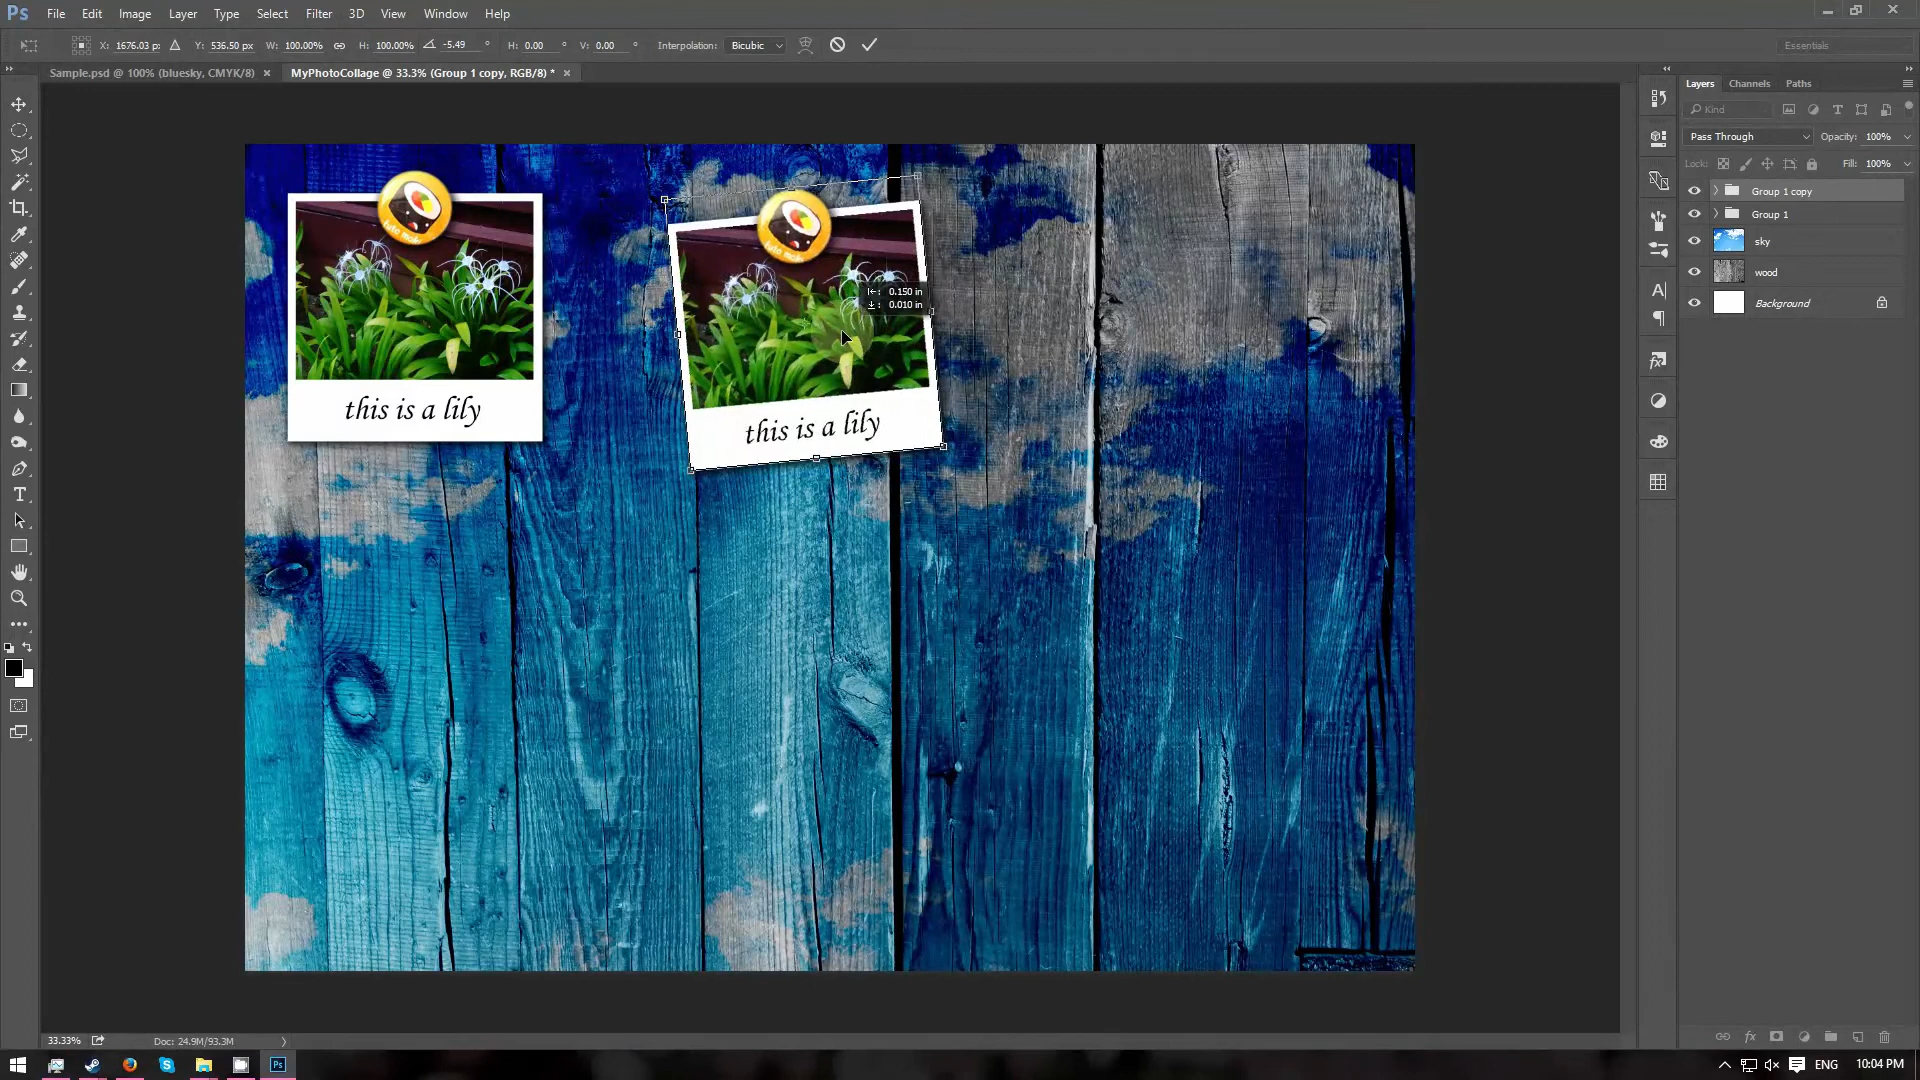 File Edit Image Layer Type Select Filter 3D View Window Help
X: 1676.03 p: Y: 536.50 px W: 100.00% H: 100.00% -5.49 ° H: 0.00 ° V: 0.00 ° Interpolation: Bicubic Essentials
Sample.psd @ 100% (bluesky, CMYK/8) × MyPhotoCollage @ 33.3% (Group 1 copy, RGB/8) * ×
Layers Channels Paths
Kind
Pass Through Opacity: 100%
Lock: Fill: 100%
Group 1 copy
Group 1
sky
wood
Background
0.150 in
0.010 in
this is a lily
this is a lily
33.33% Doc: 24.9M/93.3M
ENG 10:04 PM